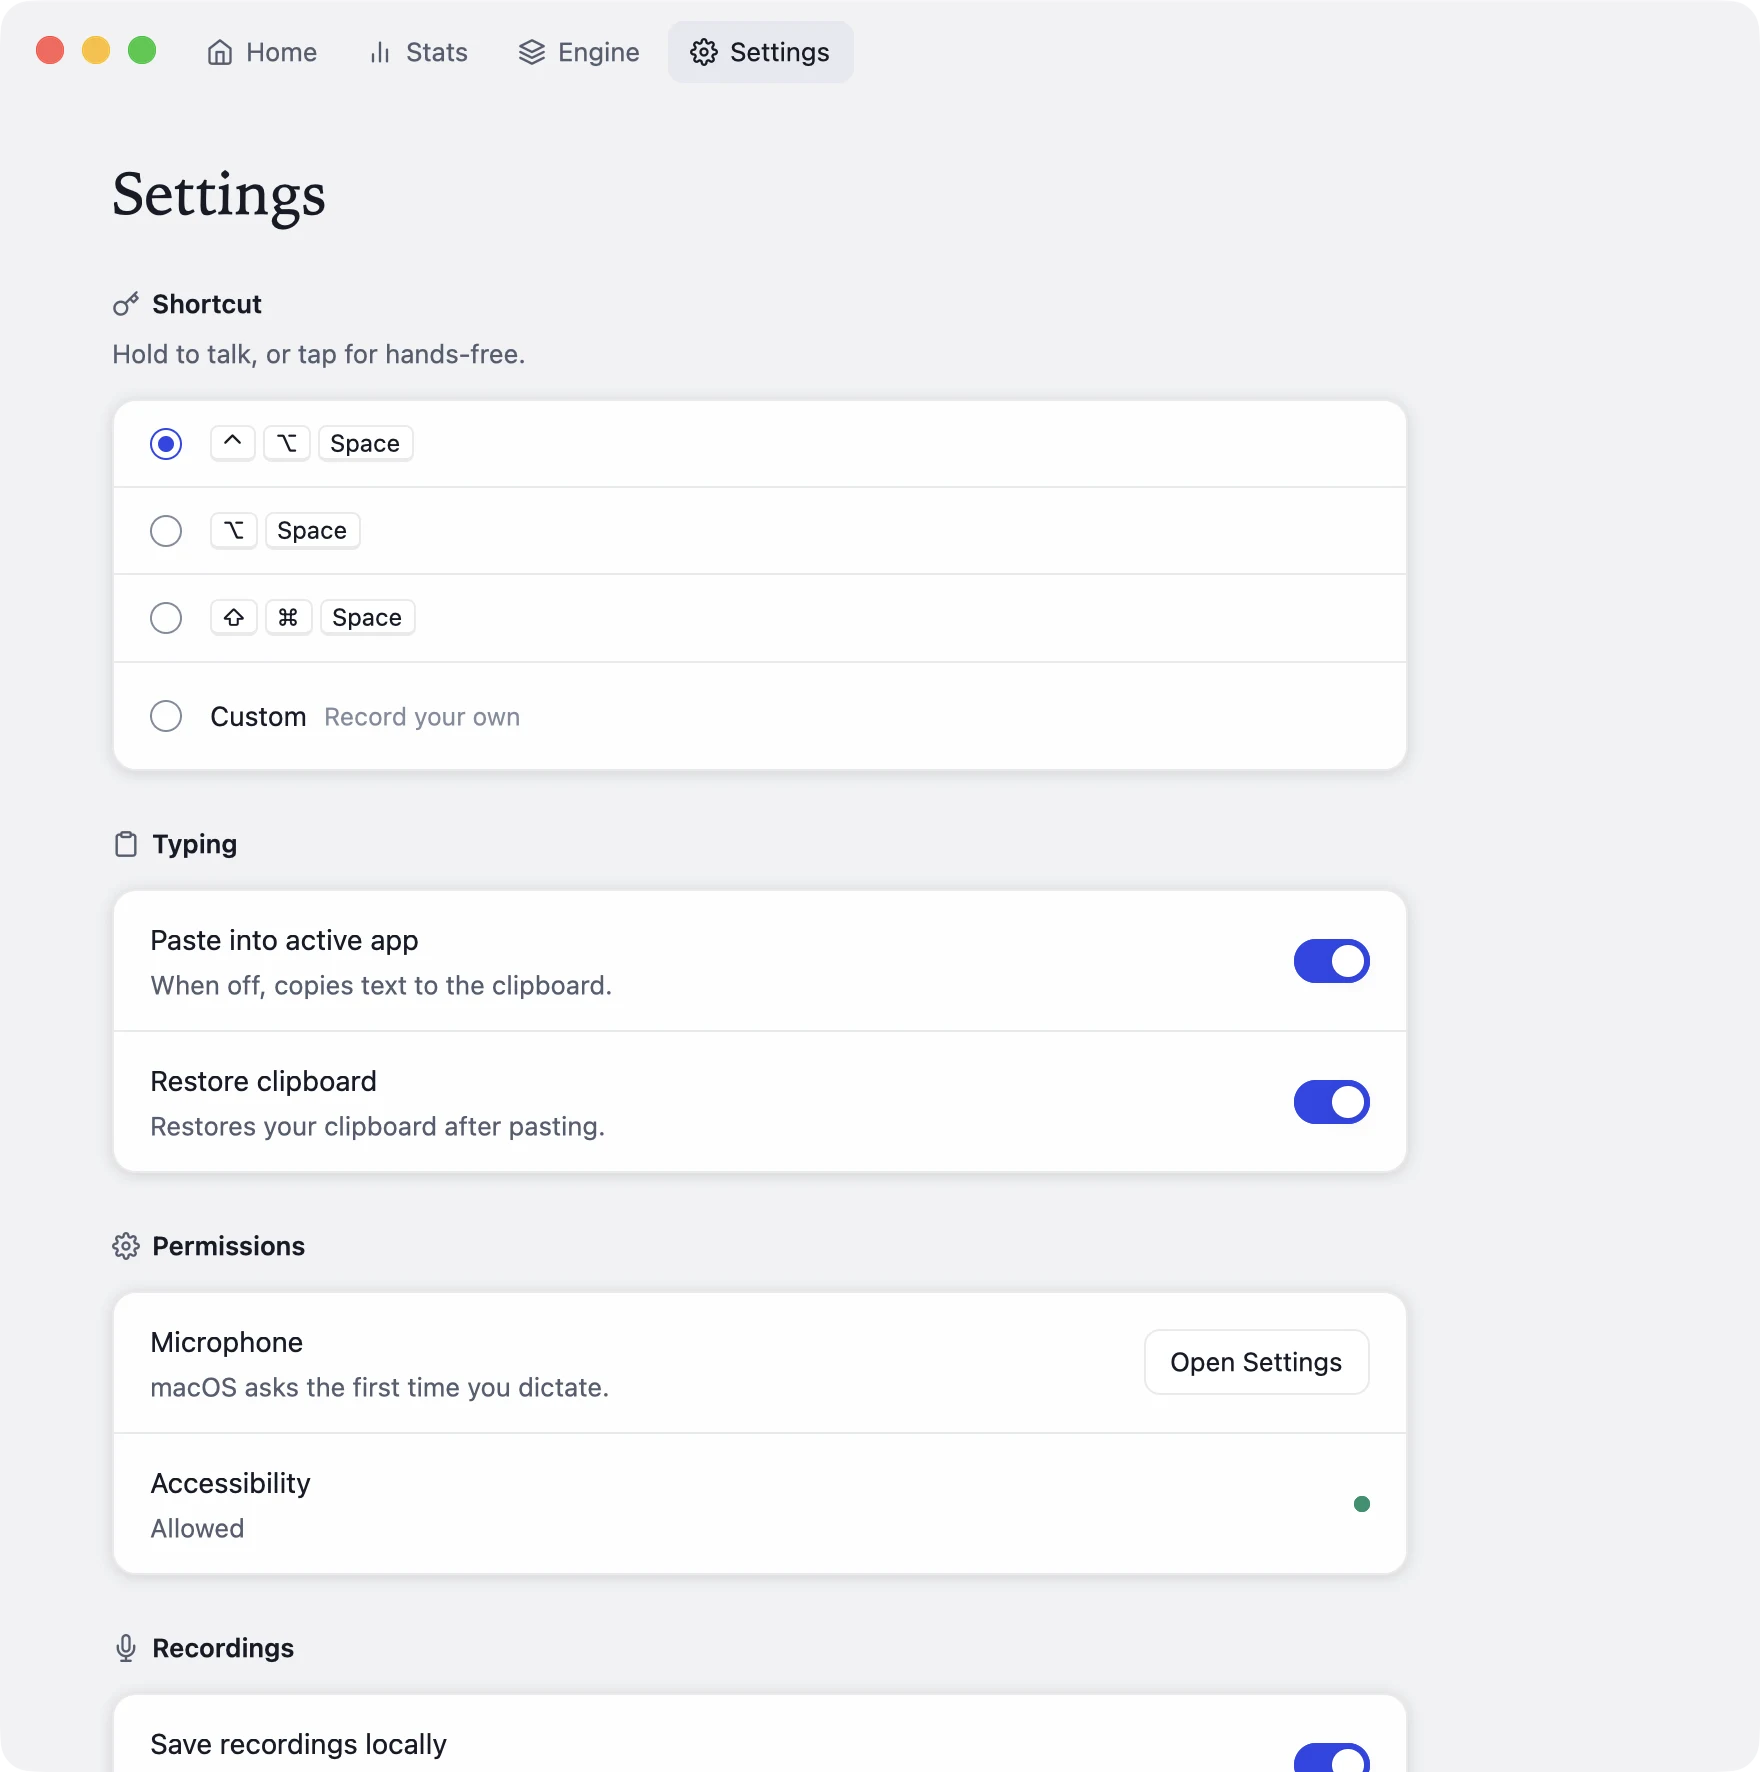 Home Stats Engine Settings
Settings
Shortcut
Hold to talk, or tap for hands-free.
^ ⌥ Space
⌥ Space
⇧ ⌘ Space
Custom Record your own
Typing
Paste into active app
When off, copies text to the clipboard.
Restore clipboard
Restores your clipboard after pasting.
Permissions
Microphone
macOS asks the first time you dictate.
Open Settings
Accessibility
Allowed
Recordings
Save recordings locally